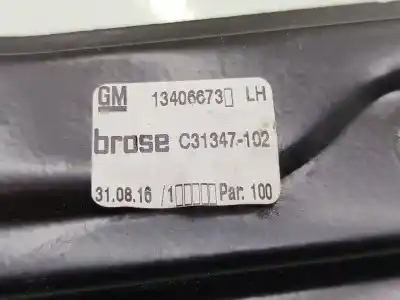 GM 13406673▯ LH
brose C31347-102
31.08.16 /1▯▯▯▯▯ Par. 100